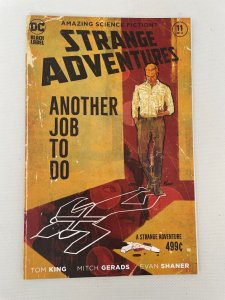 AMAZING SCIENCE FICTION!
DC
BLACK LABEL
STRANGE ADVENTURES
11
ANOTHER
JOB
TO
DO
A STRANGE ADVENTURE
499¢
TOM KING MITCH GERADS EVAN SHANER